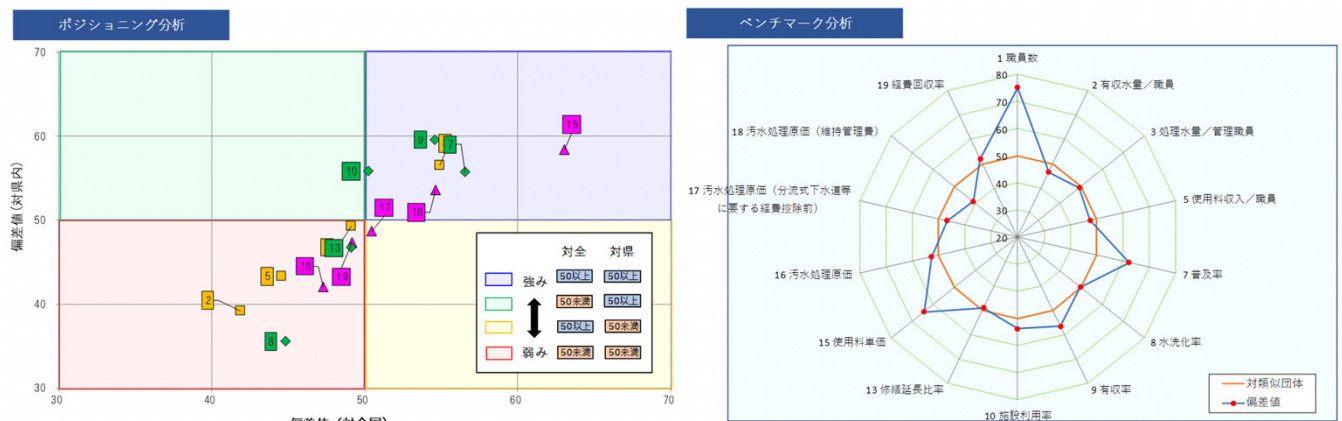 ポジショニング分析
70
60
50
40
30
偏差値(対県内)
30
40
50
60
70
偏差値(対全国)
15
9
7
10
17
16
13
18
19
5
2
8
対全
対県
強み
50以上
50以上
50未満
50以上
50以上
50未満
弱み
50未満
50未満
ベンチマーク分析
1 職員数
2 有収水量/職員
3 処理水量/管理職員
5 使用料収入/職員
7 普及率
8 水洗化率
9 有収率
10 施設利用率
13 修繕延長比率
15 使用料単価
16 汚水処理原価
17 汚水処理原価(分流式下水道等
に要する経費控除前)
18 汚水処理原価(維持管理費)
19 経費回収率
80
70
60
50
40
30
20
対類似団体
偏差値